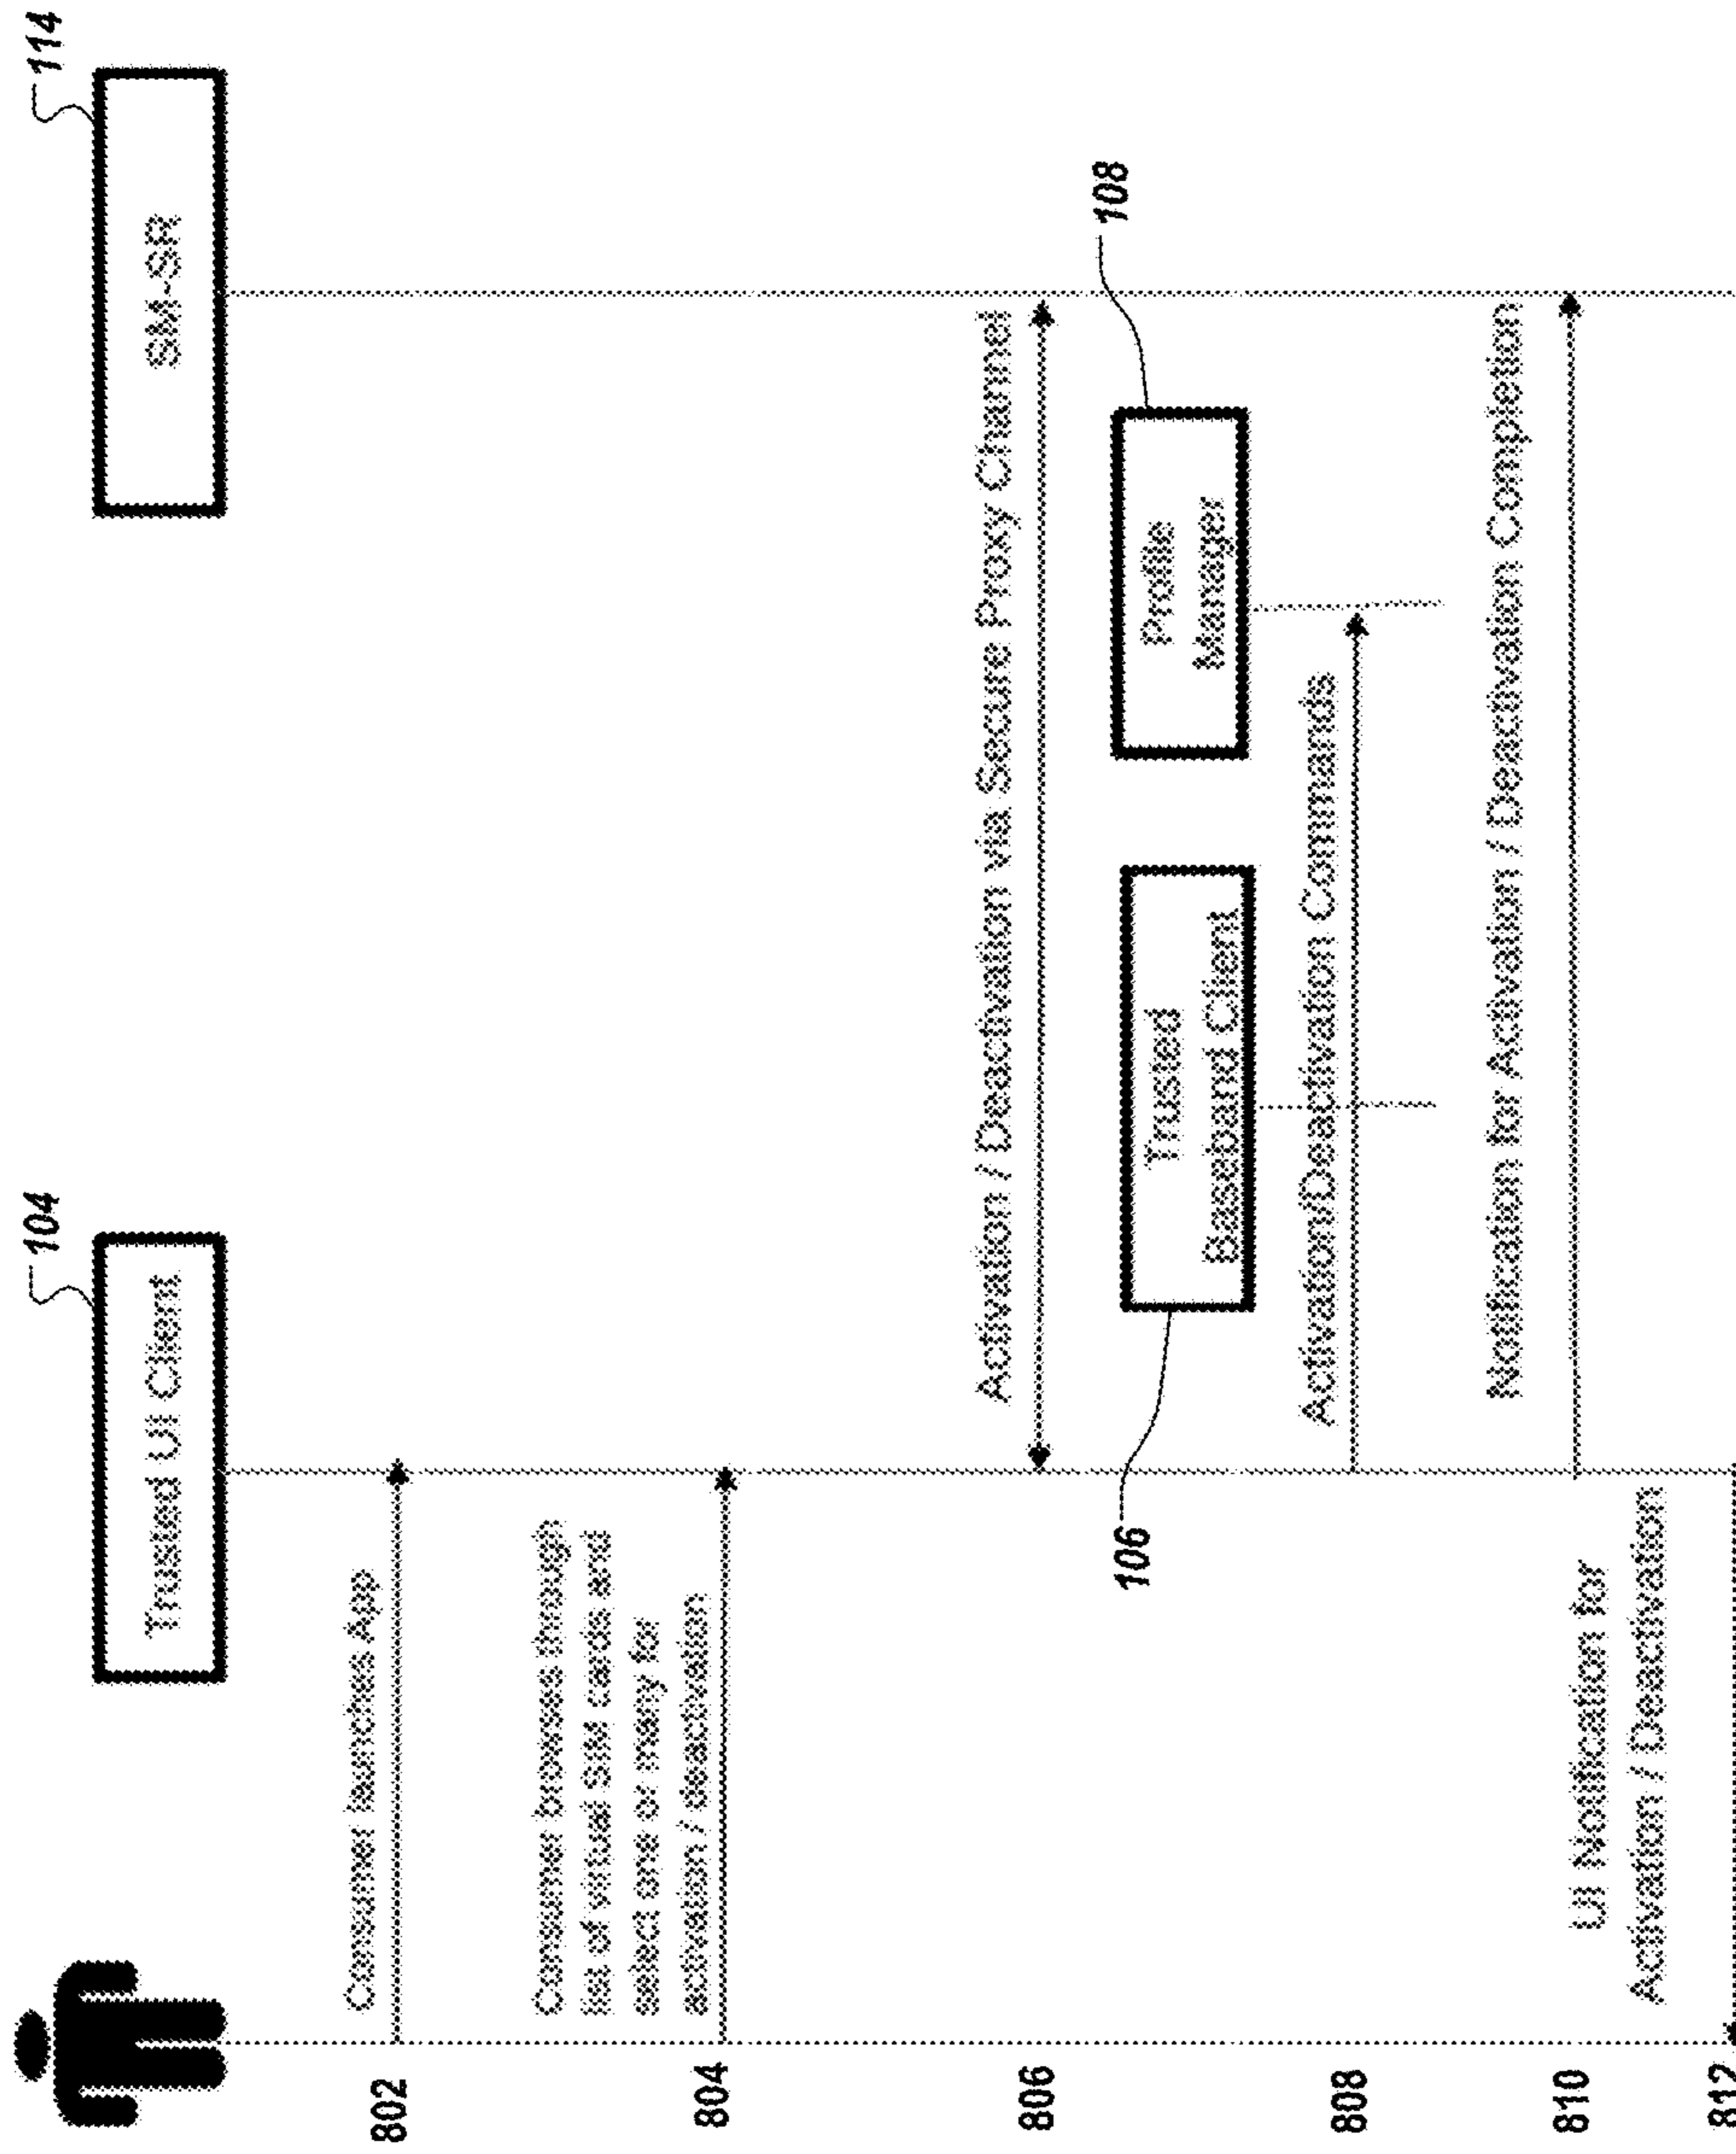 104
114
Trusted UI Client
SM-SR
802
Consumer launches App
804
Consumer browses through
list of virtual SIM cards and
select one or many for
activation / deactivation
806
Activation / Deactivation via Secure Proxy Channel
106
108
Trusted
Baseband Client
Profile
Manager
808
Activation/Deactivation Commands
810
Notification for Activation / Deactivation Completion
UI Notification for
Activation / Deactivation
812